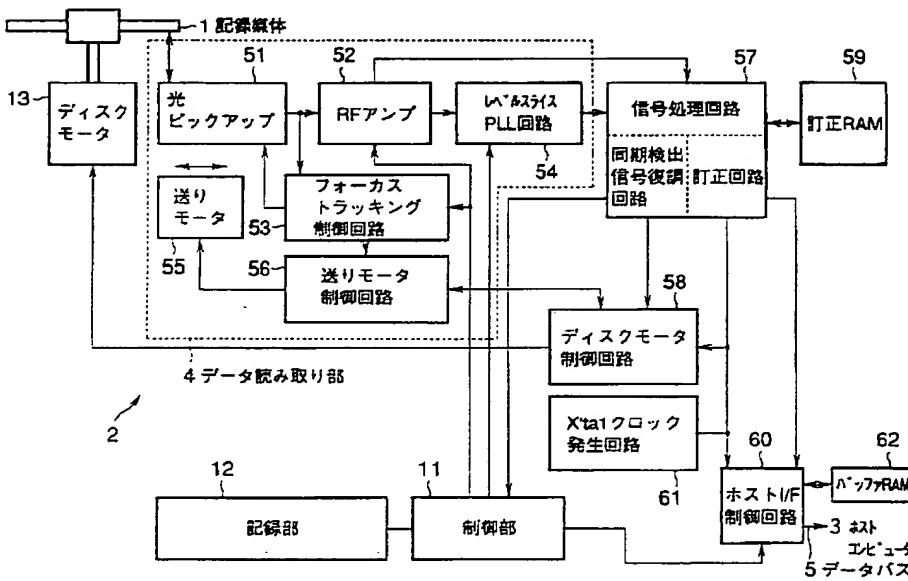 1 記録媒体
51
52
57
59
13
ディスク
モータ
光
ピックアップ
RFアンプ
レベルスライス
PLL回路
信号処理回路
訂正RAM
54
同期検出
信号復調
回路
訂正回路
送り
モータ
フォーカス
トラッキング
制御回路
53
55
56
送りモータ
制御回路
58
ディスクモータ
制御回路
4 データ読み取り部
2
X'ta1クロック
発生回路
61
60
62
12
11
記録部
制御部
ホストI/F
制御回路
バッファRAM
3 ホスト
コンピュータ
5 データバス